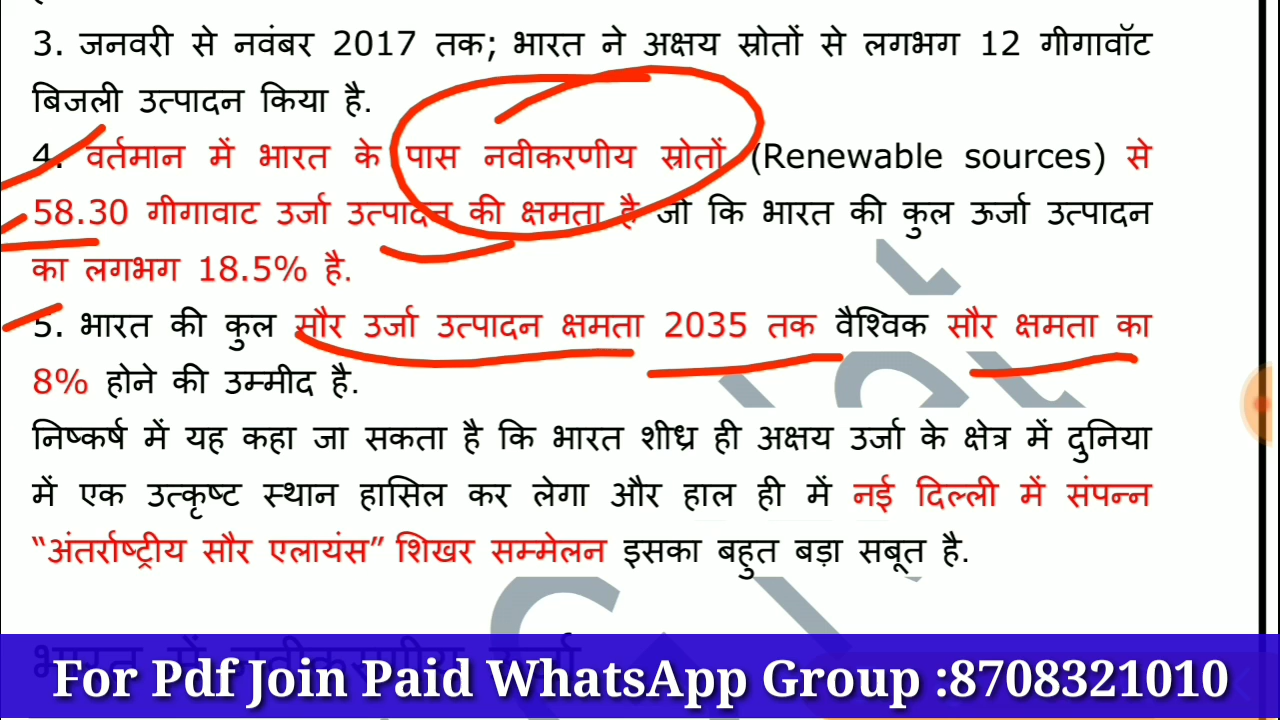 3. जनवरी से नवंबर 2017 तक; भारत ने अक्षय स्रोतों से लगभग 12 गीगावॉट
बिजली उत्पादन किया है.
4. वर्तमान में भारत के पास नवीकरणीय स्रोतों (Renewable sources) से
58.30 गीगावाट उर्जा उत्पादन की क्षमता है जो कि भारत की कुल ऊर्जा उत्पादन
का लगभग 18.5% है.
5. भारत की कुल सौर उर्जा उत्पादन क्षमता 2035 तक वैश्विक सौर क्षमता का
8% होने की उम्मीद है.
निष्कर्ष में यह कहा जा सकता है कि भारत शीध्र ही अक्षय उर्जा के क्षेत्र में दुनिया
में एक उत्कृष्ट स्थान हासिल कर लेगा और हाल ही में नई दिल्ली में संपन्न
“अंतर्राष्ट्रीय सौर एलायंस” शिखर सम्मेलन इसका बहुत बड़ा सबूत है.
For Pdf Join Paid WhatsApp Group :8708321010